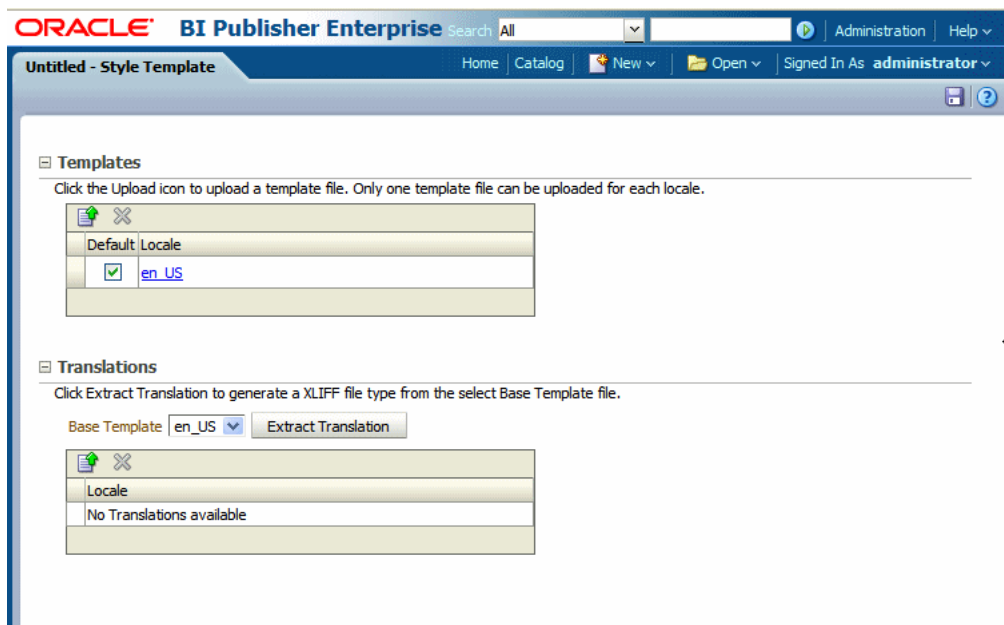 ORACLE BI Publisher Enterprise Search All Administration Help
Untitled - Style Template Home Catalog New Open Signed In As administrator
Templates
Click the Upload icon to upload a template file. Only one template file can be uploaded for each locale.
Default Locale
en_US
Translations
Click Extract Translation to generate a XLIFF file type from the select Base Template file.
Base Template en_US Extract Translation
Locale
No Translations available